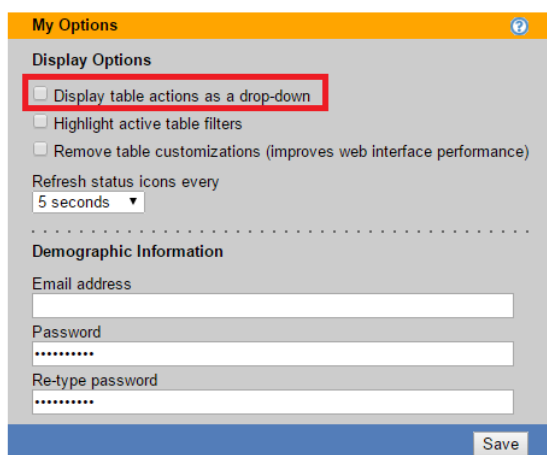 My Options
?
Display Options
Display table actions as a drop-down
Highlight active table filters
Remove table customizations (improves web interface performance)
Refresh status icons every
5 seconds ▼
Demographic Information
Email address
Password
••••••••••
Re-type password
••••••••••
Save